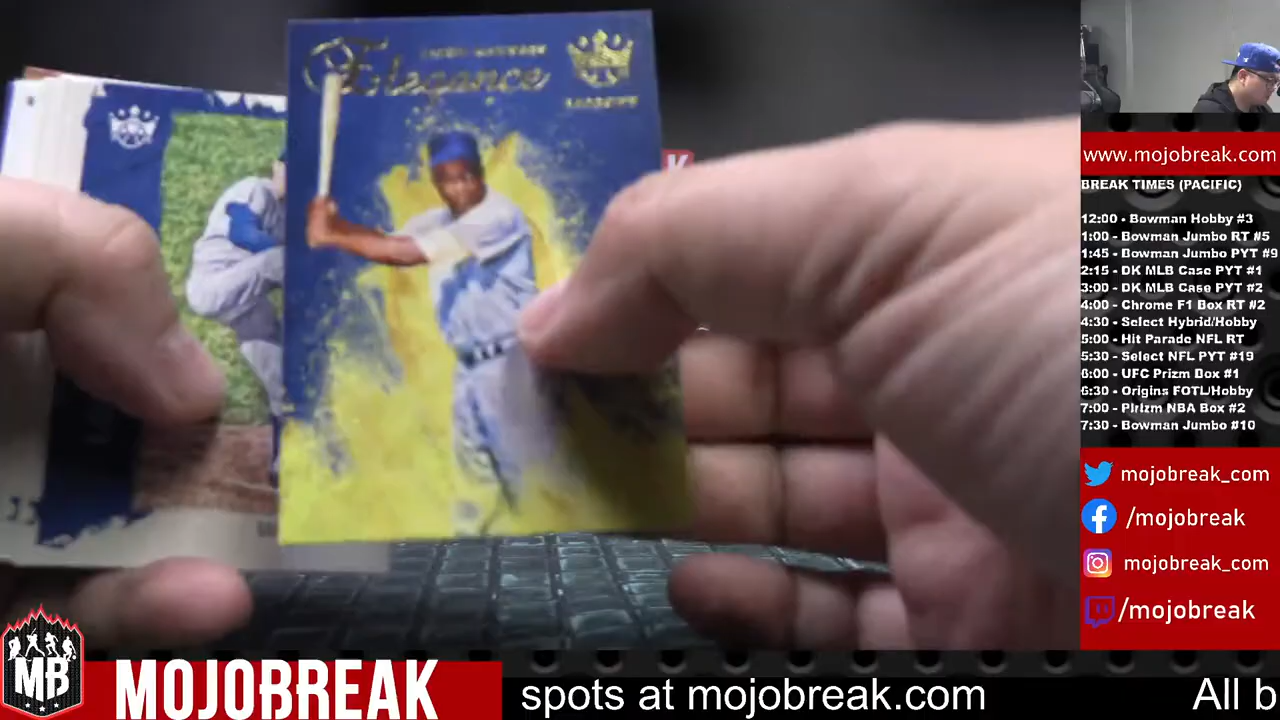 Elegance
K
www.mojobreak.com
BREAK TIMES (PACIFIC)
12:00 - Bowman Hobby #3
1:00 - Bowman Jumbo RT #5
1:45 - Bowman Jumbo PYT #9
2:15 - DK MLB Case PYT #1
3:00 - DK MLB Case PYT #2
4:00 - Chrome F1 Box RT #2
4:30 - Select Hybrid/Hobby
5:00 - Hit Parade NFL RT
5:30 - Select NFL PYT #19
6:00 - UFC Prizm Box #1
6:30 - Origins FOTL/Hobby
7:00 - Plrizm NBA Box #2
7:30 - Bowman Jumbo #10
mojobreak_com
/mojobreak
mojobreak_com
/mojobreak
MB
MOJOBREAK
spots at mojobreak.com All b